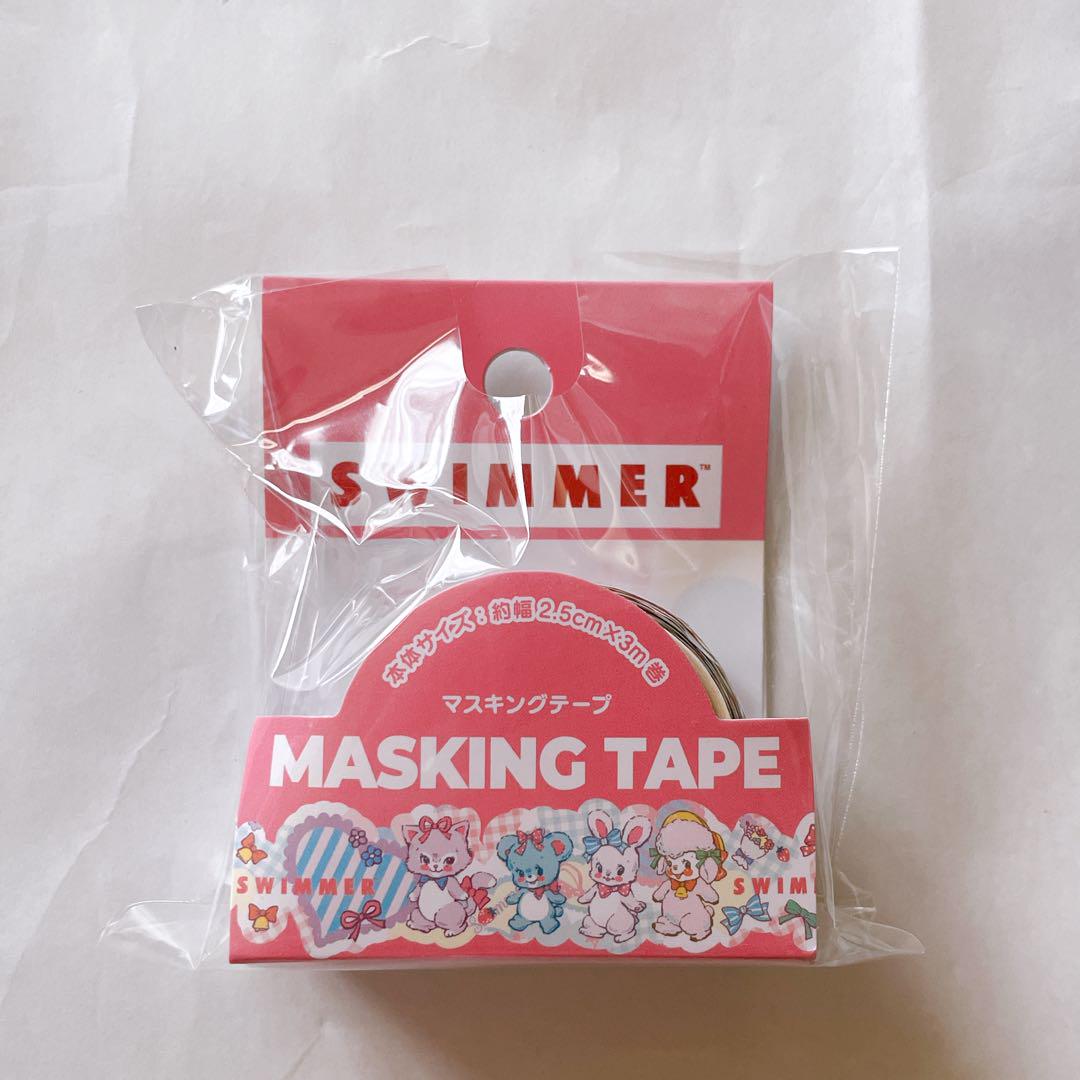 SWIMMER™
本体サイズ：約幅2.5cm×3m巻
マスキングテープ
MASKING TAPE
SWIMMER
SWIMM